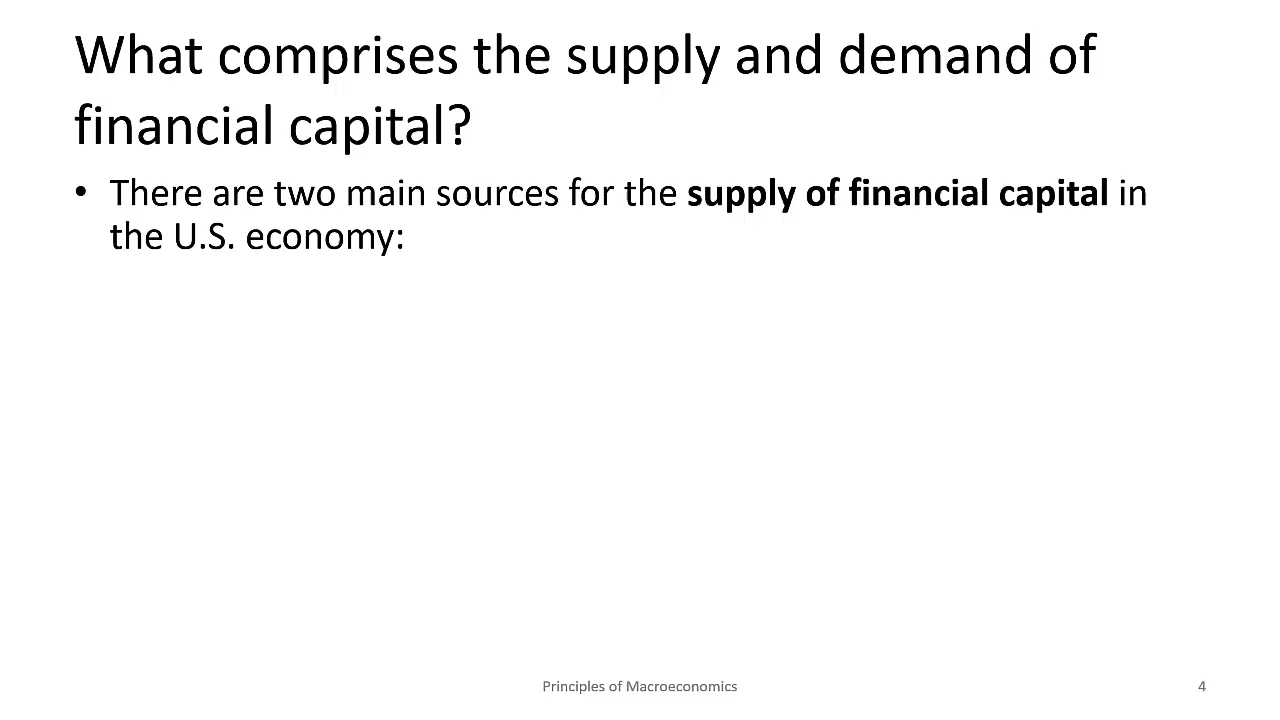 What comprises the supply and demand of
financial capital?
• There are two main sources for the supply of financial capital in
the U.S. economy:
Principles of Macroeconomics
4